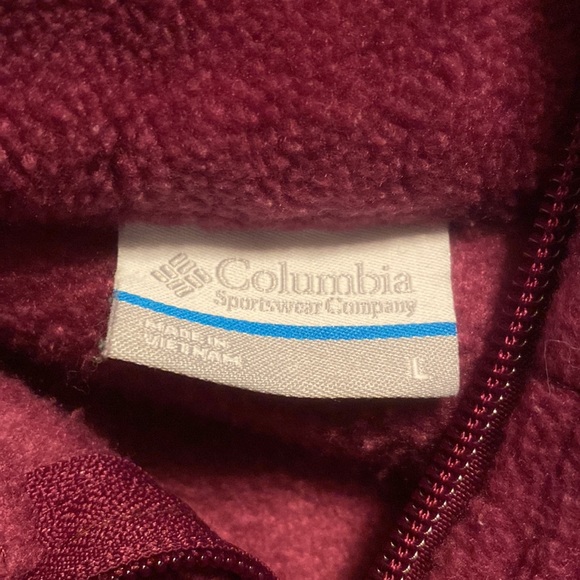 Columbia
Sportswear Company
MADE IN
VIETNAM
L